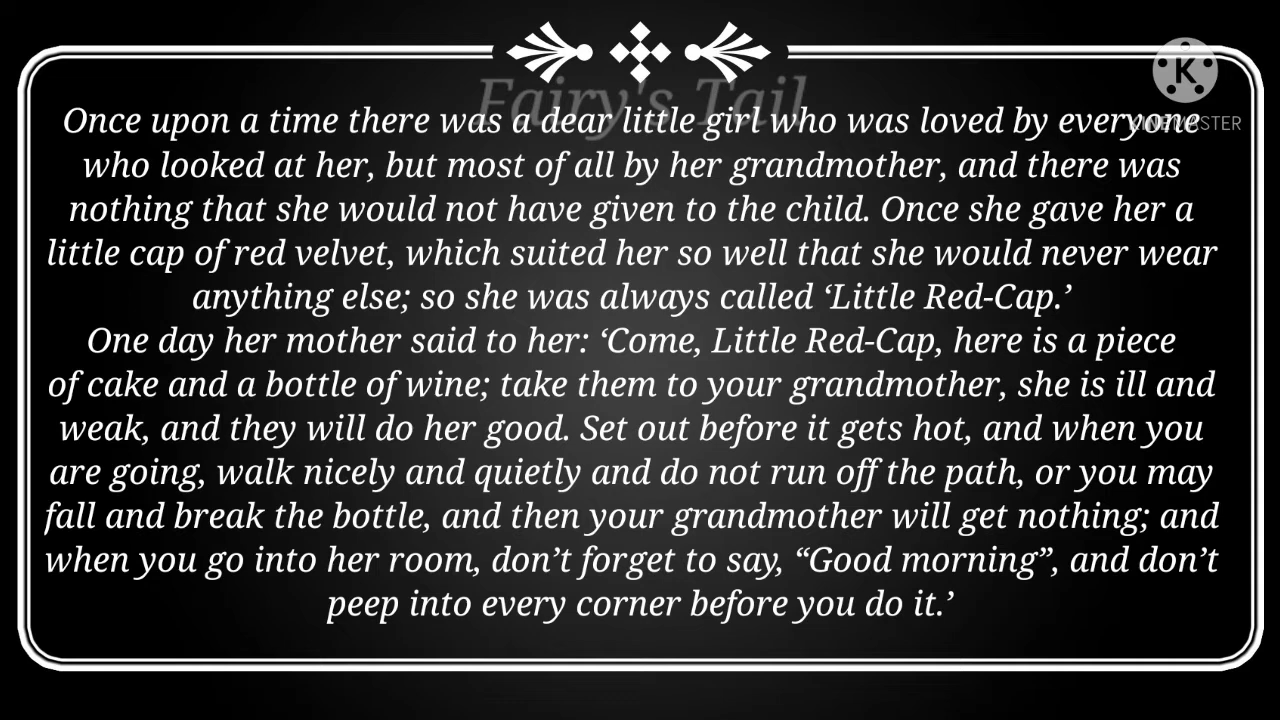 Fairy's Tail
K
KINEMASTER
Once upon a time there was a dear little girl who was loved by everyone
who looked at her, but most of all by her grandmother, and there was
nothing that she would not have given to the child. Once she gave her a
little cap of red velvet, which suited her so well that she would never wear
anything else; so she was always called ‘Little Red-Cap.’
One day her mother said to her: ‘Come, Little Red-Cap, here is a piece
of cake and a bottle of wine; take them to your grandmother, she is ill and
weak, and they will do her good. Set out before it gets hot, and when you
are going, walk nicely and quietly and do not run off the path, or you may
fall and break the bottle, and then your grandmother will get nothing; and
when you go into her room, don’t forget to say, “Good morning”, and don’t
peep into every corner before you do it.’